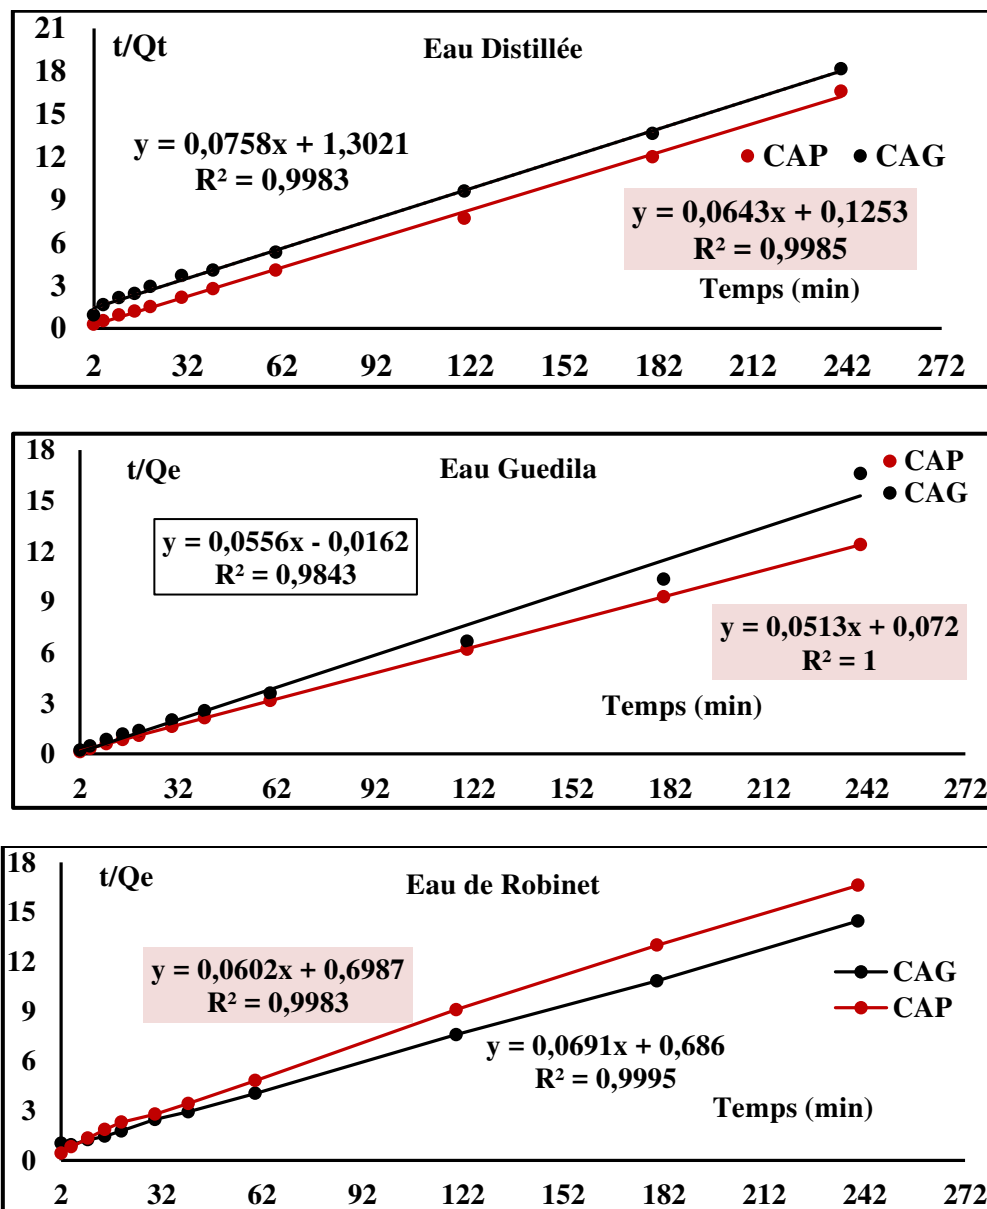 21
t/Qt
Eau Distillée
18
15
y = 0,0758x + 1,3021
R² = 0,9983
12
CAP
CAG
9
y = 0,0643x + 0,1253
R² = 0,9985
6
3
Temps (min)
0
2 32 62 92 122 152 182 212 242 272
18
t/Qe
Eau Guedila
CAP
CAG
15
y = 0,0556x - 0,0162
R² = 0,9843
12
9
y = 0,0513x + 0,072
R² = 1
6
3
Temps (min)
0
2 32 62 92 122 152 182 212 242 272
18
t/Qe
Eau de Robinet
15
y = 0,0602x + 0,6987
R² = 0,9983
12
CAG
CAP
9
y = 0,0691x + 0,686
R² = 0,9995
6
3
Temps (min)
0
2 32 62 92 122 152 182 212 242 272